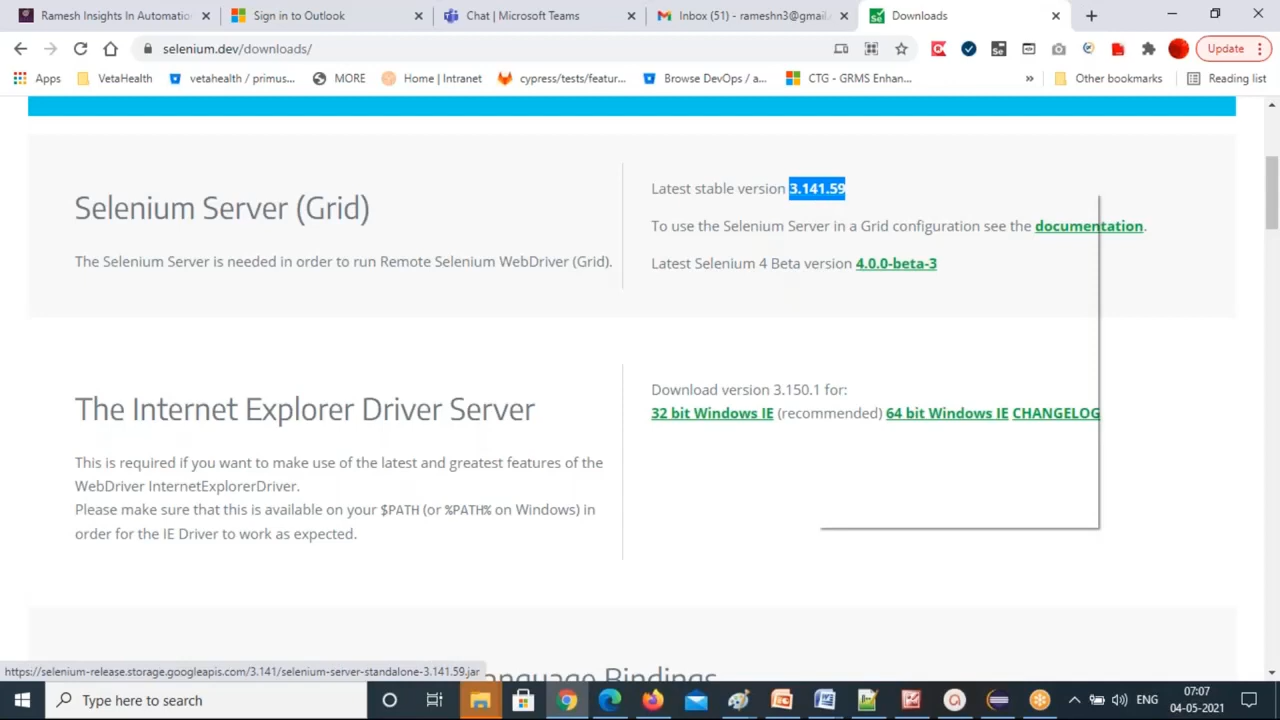 Ramesh Insights In Automation
Sign in to Outlook
Chat | Microsoft Teams
Inbox (51) - rameshn3@gmail.
Downloads
selenium.dev/downloads/
Update
Apps
VetaHealth
vetahealth / primus...
MORE
Home | Intranet
cypress/tests/featur...
Browse DevOps / a...
CTG - GRMS Enhan...
»
Other bookmarks
Reading list
Selenium Server (Grid)
The Selenium Server is needed in order to run Remote Selenium WebDriver (Grid).
Latest stable version 3.141.59
To use the Selenium Server in a Grid configuration see the documentation.
Latest Selenium 4 Beta version 4.0.0-beta-3
The Internet Explorer Driver Server
This is required if you want to make use of the latest and greatest features of the
WebDriver InternetExplorerDriver.
Please make sure that this is available on your $PATH (or %PATH% on Windows) in
order for the IE Driver to work as expected.
Download version 3.150.1 for:
32 bit Windows IE (recommended) 64 bit Windows IE CHANGELOG
Language Bindings
https://selenium-release.storage.googleapis.com/3.141/selenium-server-standalone-3.141.59.jar
Type here to search
ENG
07:07
04-05-2021